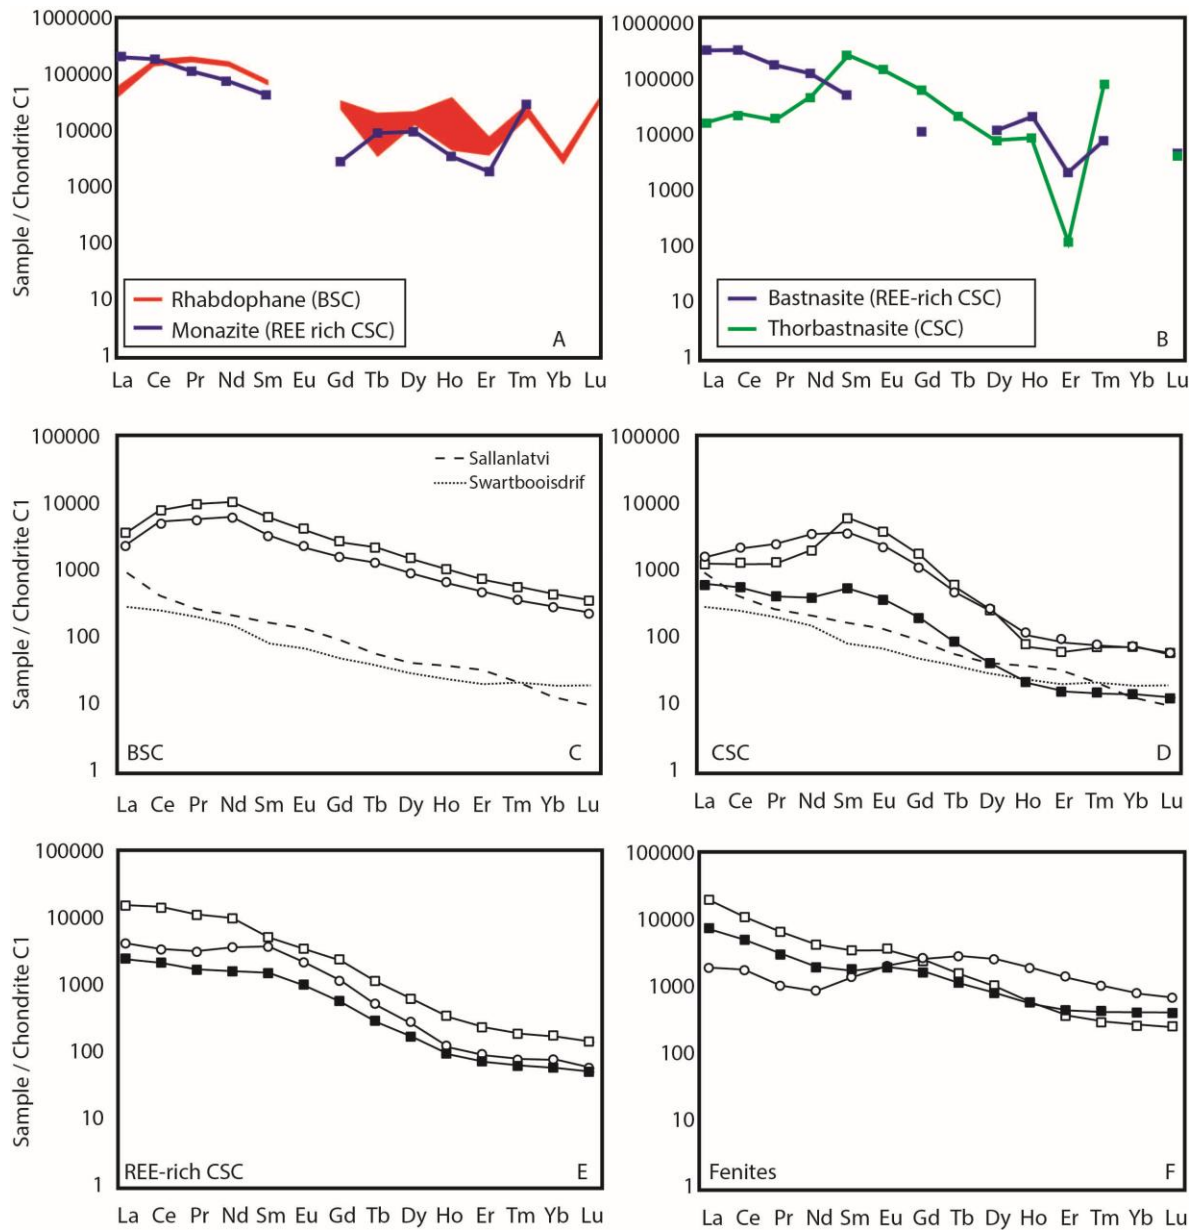 Sample / Chondrite C1
1000000
100000
10000
1000
100
10
1
Rhabdophane (BSC)
Monazite (REE rich CSC)
A
La Ce Pr Nd Sm Eu Gd Tb Dy Ho Er Tm Yb Lu
1000000
100000
10000
1000
100
10
1
Bastnasite (REE-rich CSC)
Thorbastnasite (CSC)
B
La Ce Pr Nd Sm Eu Gd Tb Dy Ho Er Tm Yb Lu
Sample / Chondrite C1
100000
10000
1000
100
10
1
Sallanlatvi
Swartbooisdrif
BSC
C
La Ce Pr Nd Sm Eu Gd Tb Dy Ho Er Tm Yb Lu
100000
10000
1000
100
10
1
CSC
D
La Ce Pr Nd Sm Eu Gd Tb Dy Ho Er Tm Yb Lu
Sample / Chondrite C1
100000
10000
1000
100
10
1
REE-rich CSC
E
La Ce Pr Nd Sm Eu Gd Tb Dy Ho Er Tm Yb Lu
100000
10000
1000
100
10
1
Fenites
F
La Ce Pr Nd Sm Eu Gd Tb Dy Ho Er Tm Yb Lu